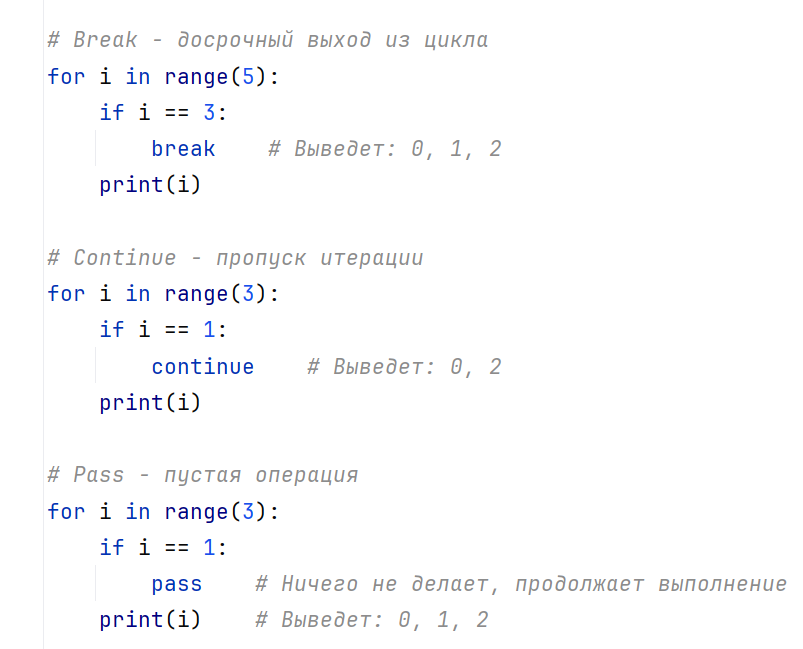 # Break - досрочный выход из цикла
for i in range(5):
    if i == 3:
        break    # Выведет: 0, 1, 2
    print(i)

# Continue - пропуск итерации
for i in range(3):
    if i == 1:
        continue    # Выведет: 0, 2
    print(i)

# Pass - пустая операция
for i in range(3):
    if i == 1:
        pass    # Ничего не делает, продолжает выполнение
    print(i)    # Выведет: 0, 1, 2